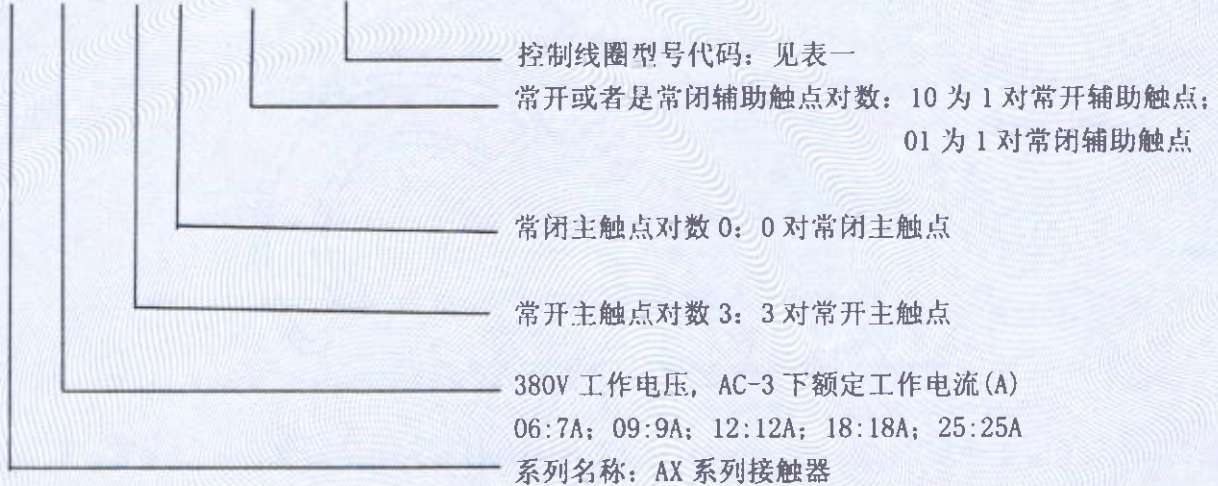 控制线圈型号代码：见表一
常开或者是常闭辅助触点对数：10 为 1 对常开辅助触点；
01 为 1 对常闭辅助触点
常闭主触点对数 0：0 对常闭主触点
常开主触点对数 3：3 对常开主触点
380V 工作电压, AC-3 下额定工作电流(A)
06:7A；09:9A；12:12A；18:18A；25:25A
系列名称：AX 系列接触器